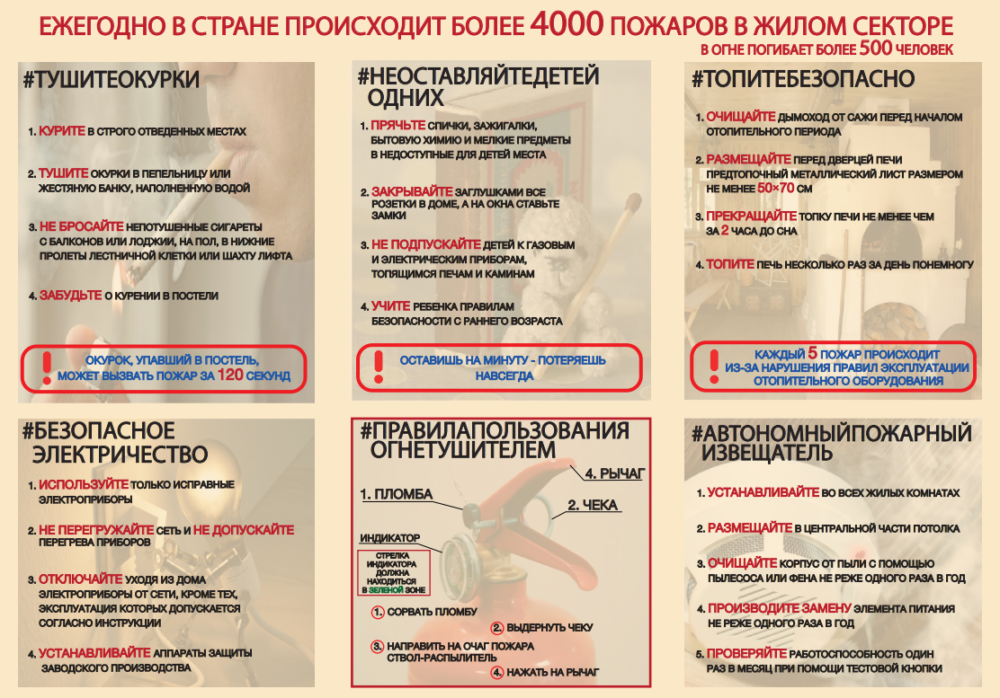 ЕЖЕГОДНО В СТРАНЕ ПРОИСХОДИТ БОЛЕЕ 4000 ПОЖАРОВ В ЖИЛОМ СЕКТОРЕ
В ОГНЕ ПОГИБАЕТ БОЛЕЕ 500 ЧЕЛОВЕК
#ТУШИТЕОКУРКИ
1. КУРИТЕ В СТРОГО ОТВЕДЕННЫХ МЕСТАХ
2. ТУШИТЕ ОКУРКИ В ПЕПЕЛЬНИЦУ ИЛИ
ЖЕСТЯНУЮ БАНКУ, НАПОЛНЕННУЮ ВОДОЙ
3. НЕ БРОСАЙТЕ НЕПОТУШЕННЫЕ СИГАРЕТЫ
С БАЛКОНОВ ИЛИ ЛОДЖИИ, НА ПОЛ, В НИЖНИЕ
ПРОЛЕТЫ ЛЕСТНИЧНОЙ КЛЕТКИ ИЛИ ШАХТУ ЛИФТА
4. ЗАБУДЬТЕ О КУРЕНИИ В ПОСТЕЛИ
! ОКУРОК, УПАВШИЙ В ПОСТЕЛЬ,
МОЖЕТ ВЫЗВАТЬ ПОЖАР ЗА 120 СЕКУНД
#НЕОСТАВЛЯЙТЕДЕТЕЙ
ОДНИХ
1. ПРЯЧЬТЕ СПИЧКИ, ЗАЖИГАЛКИ,
БЫТОВУЮ ХИМИЮ И МЕЛКИЕ ПРЕДМЕТЫ
В НЕДОСТУПНЫЕ ДЛЯ ДЕТЕЙ МЕСТА
2. ЗАКРЫВАЙТЕ ЗАГЛУШКАМИ ВСЕ
РОЗЕТКИ В ДОМЕ, А НА ОКНА СТАВЬТЕ
ЗАМКИ
3. НЕ ПОДПУСКАЙТЕ ДЕТЕЙ К ГАЗОВЫМ
И ЭЛЕКТРИЧЕСКИМ ПРИБОРАМ,
ТОПЯЩИМСЯ ПЕЧАМ И КАМИНАМ
4. УЧИТЕ РЕБЕНКА ПРАВИЛАМ
БЕЗОПАСНОСТИ С РАННЕГО ВОЗРАСТА
! ОСТАВИШЬ НА МИНУТУ - ПОТЕРЯЕШЬ
НАВСЕГДА
#ТОПИТЕБЕЗОПАСНО
1. ОЧИЩАЙТЕ ДЫМОХОД ОТ САЖИ ПЕРЕД НАЧАЛОМ
ОТОПИТЕЛЬНОГО ПЕРИОДА
2. РАЗМЕЩАЙТЕ ПЕРЕД ДВЕРЦЕЙ ПЕЧИ
ПРЕДТОПОЧНЫЙ МЕТАЛЛИЧЕСКИЙ ЛИСТ РАЗМЕРОМ
НЕ МЕНЕЕ 50×70 СМ
3. ПРЕКРАЩАЙТЕ ТОПКУ ПЕЧИ НЕ МЕНЕЕ ЧЕМ
ЗА 2 ЧАСА ДО СНА
4. ТОПИТЕ ПЕЧЬ НЕСКОЛЬКО РАЗ ЗА ДЕНЬ ПОНЕМНОГУ
! КАЖДЫЙ 5 ПОЖАР ПРОИСХОДИТ
ИЗ-ЗА НАРУШЕНИЯ ПРАВИЛ ЭКСПЛУАТАЦИИ
ОТОПИТЕЛЬНОГО ОБОРУДОВАНИЯ
#БЕЗОПАСНОЕ
ЭЛЕКТРИЧЕСТВО
1. ИСПОЛЬЗУЙТЕ ТОЛЬКО ИСПРАВНЫЕ
ЭЛЕКТРОПРИБОРЫ
2. НЕ ПЕРЕГРУЖАЙТЕ СЕТЬ И НЕ ДОПУСКАЙТЕ
ПЕРЕГРЕВА ПРИБОРОВ
3. ОТКЛЮЧАЙТЕ УХОДЯ ИЗ ДОМА
ЭЛЕКТРОПРИБОРЫ ОТ СЕТИ, КРОМЕ ТЕХ,
ЭКСПЛУАТАЦИЯ КОТОРЫХ ДОПУСКАЕТСЯ
СОГЛАСНО ИНСТРУКЦИИ
4. УСТАНАВЛИВАЙТЕ АППАРАТЫ ЗАЩИТЫ
ЗАВОДСКОГО ПРОИЗВОДСТВА
#ПРАВИЛАПОЛЬЗОВАНИЯ
ОГНЕТУШИТЕЛЕМ
4. РЫЧАГ
1. ПЛОМБА
2. ЧЕКА
ИНДИКАТОР
СТРЕЛКА
ИНДИКАТОРА
ДОЛЖНА
НАХОДИТЬСЯ
В ЗЕЛЕНОЙ ЗОНЕ
1. СОРВАТЬ ПЛОМБУ
2. ВЫДЕРНУТЬ ЧЕКУ
3. НАПРАВИТЬ НА ОЧАГ ПОЖАРА
СТВОЛ-РАСПЫЛИТЕЛЬ
4. НАЖАТЬ НА РЫЧАГ
#АВТОНОМНЫЙПОЖАРНЫЙ
ИЗВЕЩАТЕЛЬ
1. УСТАНАВЛИВАЙТЕ ВО ВСЕХ ЖИЛЫХ КОМНАТАХ
2. РАЗМЕЩАЙТЕ В ЦЕНТРАЛЬНОЙ ЧАСТИ ПОТОЛКА
3. ОЧИЩАЙТЕ КОРПУС ОТ ПЫЛИ С ПОМОЩЬЮ
ПЫЛЕСОСА ИЛИ ФЕНА НЕ РЕЖЕ ОДНОГО РАЗА В ГОД
4. ПРОИЗВОДИТЕ ЗАМЕНУ ЭЛЕМЕНТА ПИТАНИЯ
НЕ РЕЖЕ ОДНОГО РАЗА В ГОД
5. ПРОВЕРЯЙТЕ РАБОТОСПОСОБНОСТЬ ОДИН
РАЗ В МЕСЯЦ ПРИ ПОМОЩИ ТЕСТОВОЙ КНОПКИ